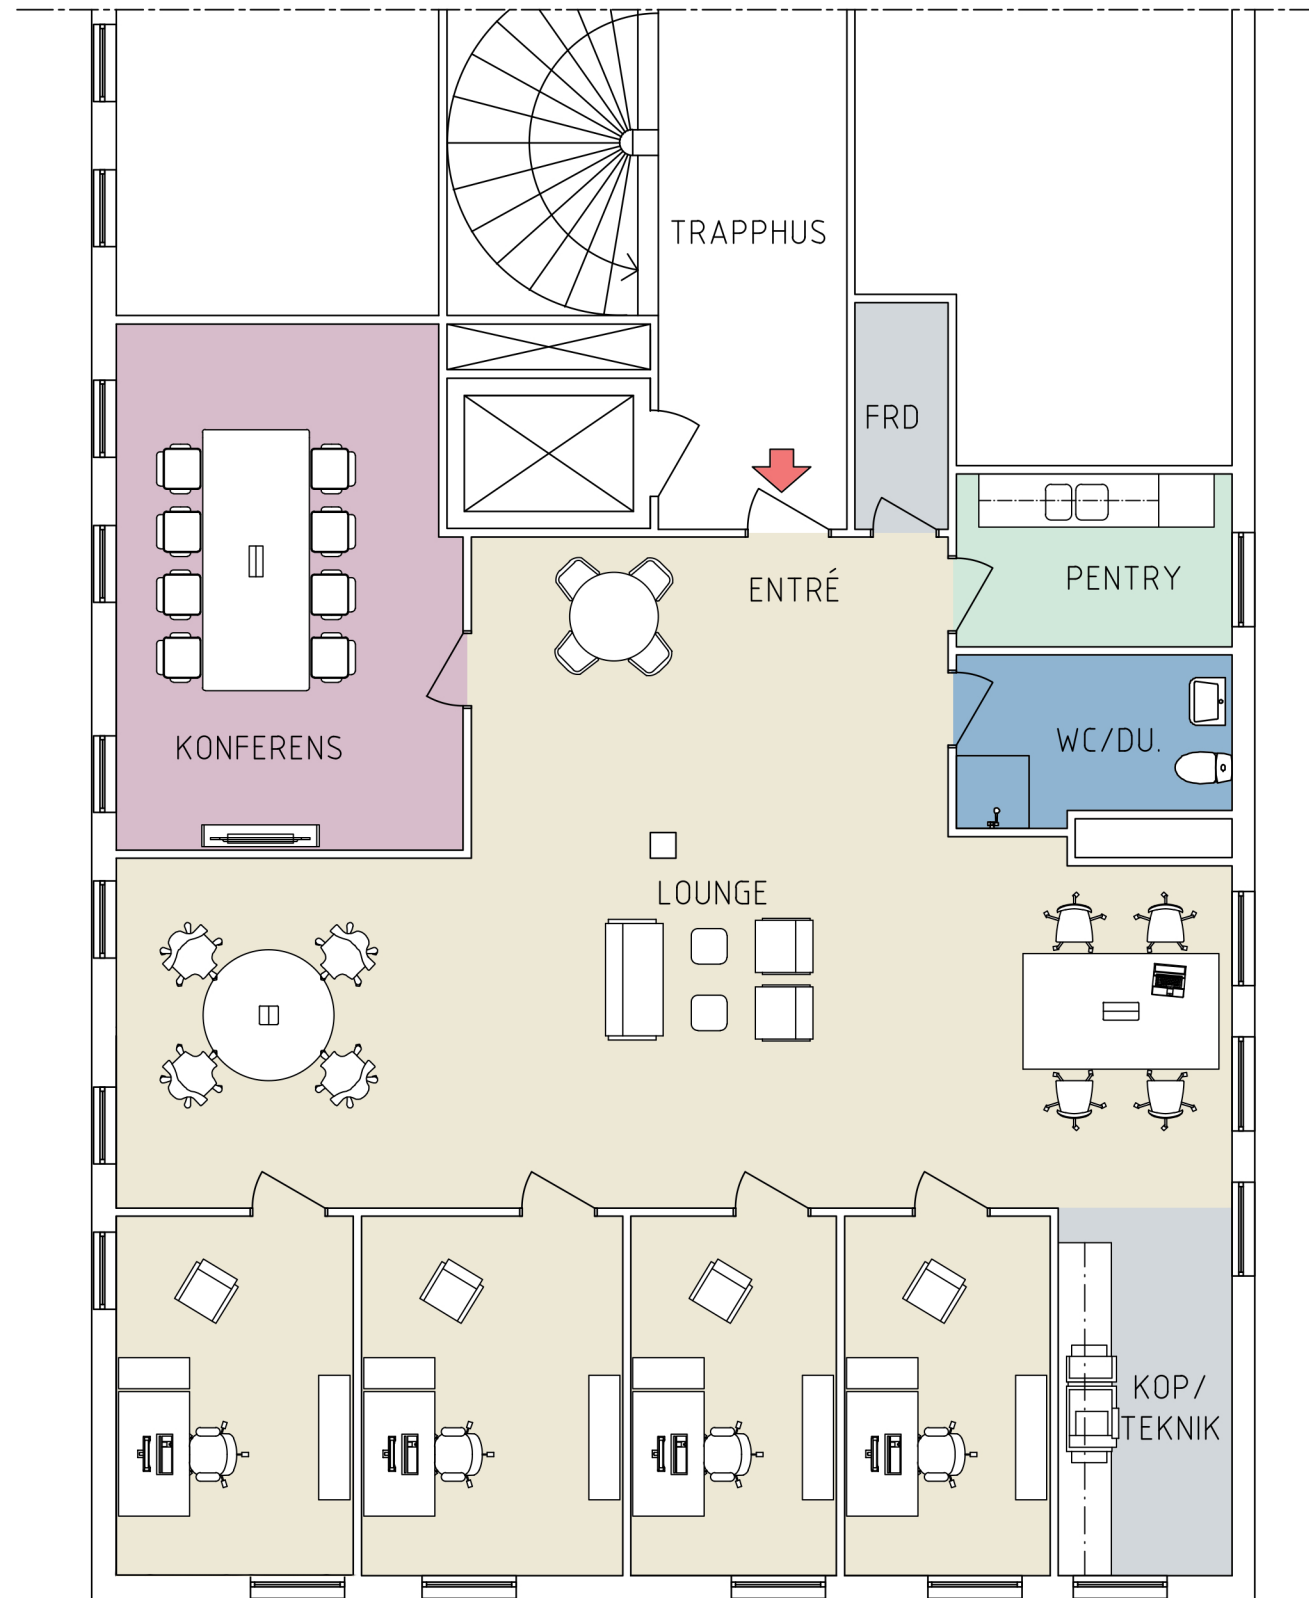 TRAPPHUS
FRD
ENTRÉ
PENTRY
KONFERENS
WC/DU.
LOUNGE
KOP/
TEKNIK